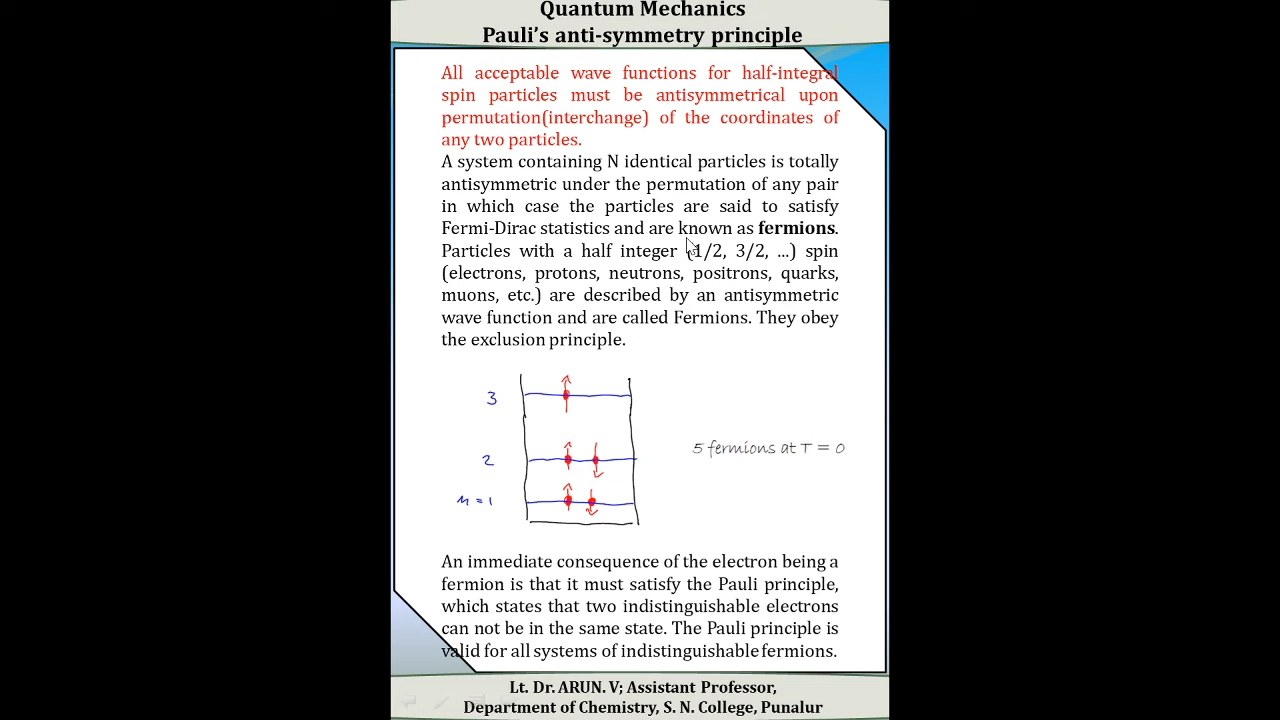 Quantum Mechanics
Pauli's anti-symmetry principle
All acceptable wave functions for half-integral
spin particles must be antisymmetrical upon
permutation(interchange) of the coordinates of
any two particles.
A system containing N identical particles is totally
antisymmetric under the permutation of any pair
in which case the particles are said to satisfy
Fermi-Dirac statistics and are known as fermions.
Particles with a half integer (1/2, 3/2, ...) spin
(electrons, protons, neutrons, positrons, quarks,
muons, etc.) are described by an antisymmetric
wave function and are called Fermions. They obey
the exclusion principle.
3
5 fermions at T = 0
2
n = 1
An immediate consequence of the electron being a
fermion is that it must satisfy the Pauli principle,
which states that two indistinguishable electrons
can not be in the same state. The Pauli principle is
valid for all systems of indistinguishable fermions.
Lt. Dr. ARUN. V; Assistant Professor,
Department of Chemistry, S. N. College, Punalur